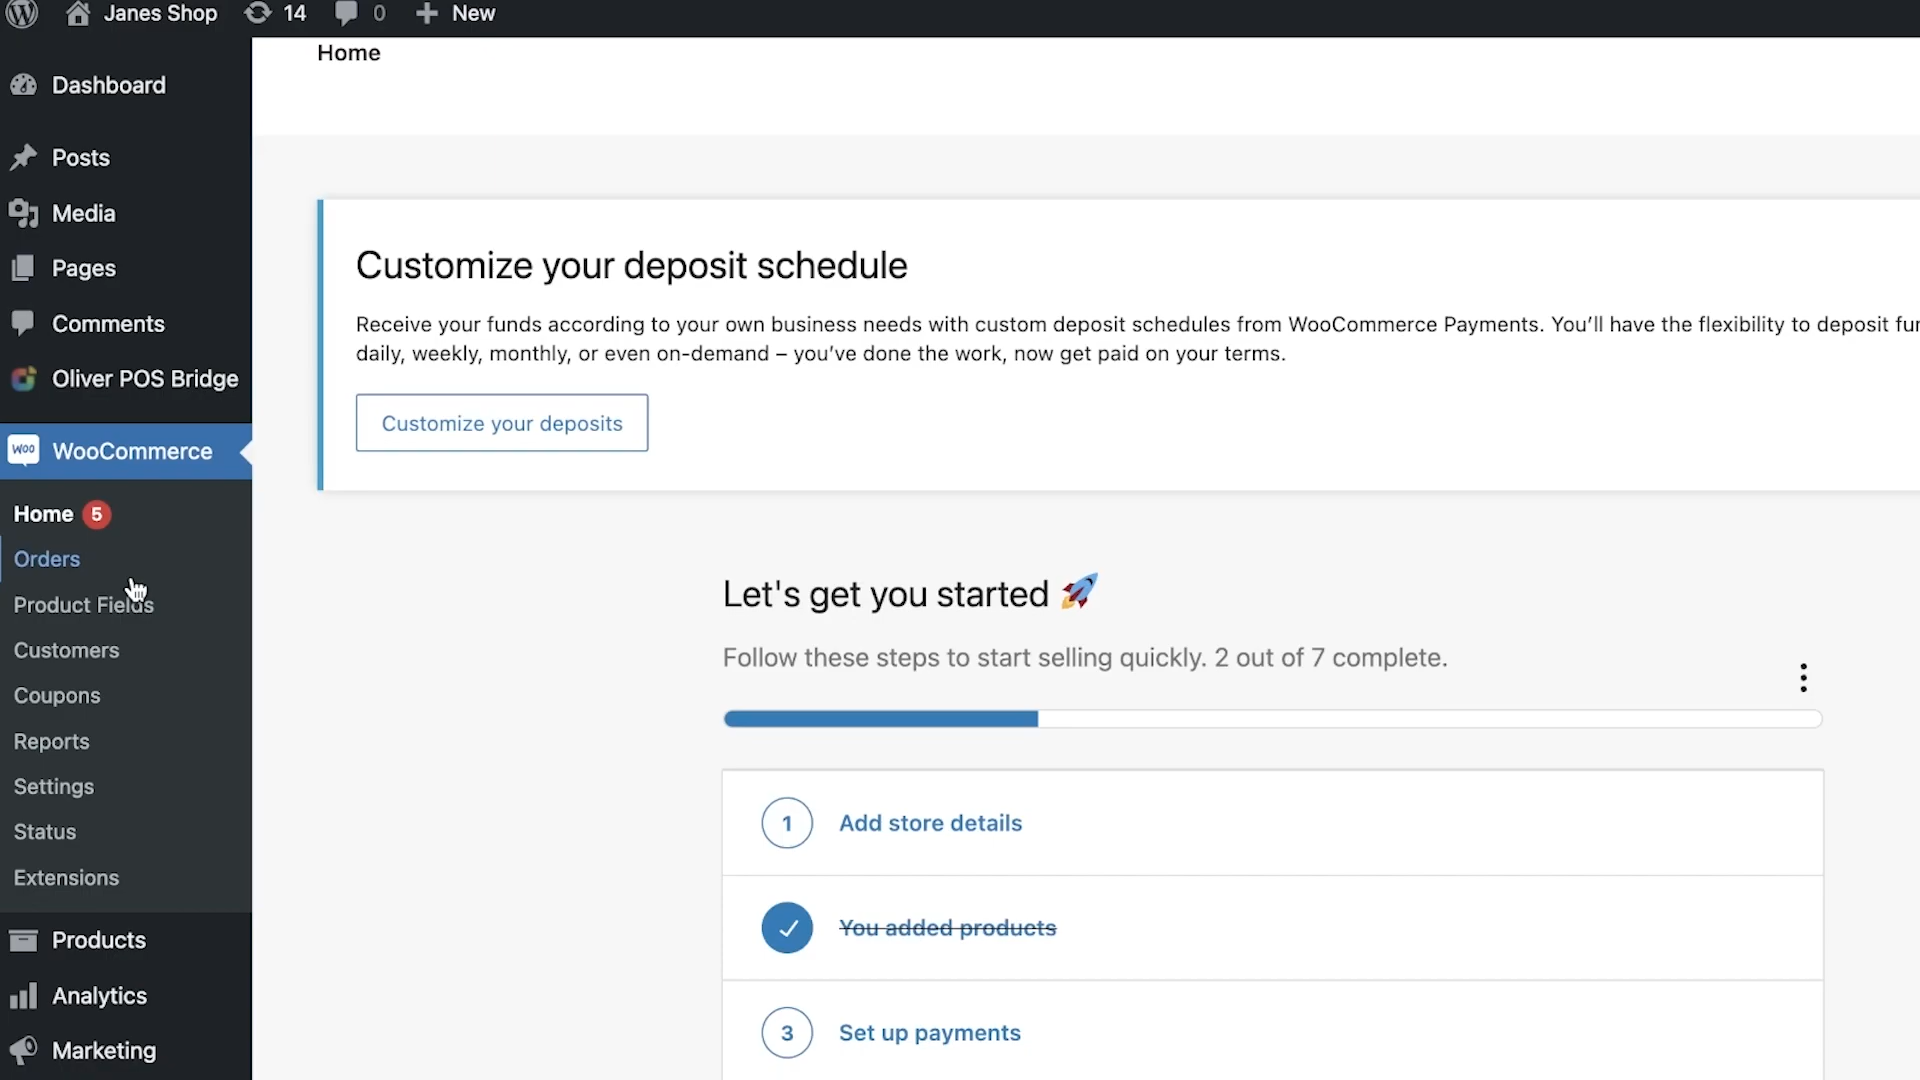 Janes Shop 14 0 New
Home
Dashboard
Posts
Media
Pages
Comments
Oliver POS Bridge
WOO WooCommerce
Home 5
Orders
Product Fields
Customers
Coupons
Reports
Settings
Status
Extensions
Products
Analytics
Marketing
Customize your deposit schedule
Receive your funds according to your own business needs with custom deposit schedules from WooCommerce Payments. You'll have the flexibility to deposit
daily, weekly, monthly, or even on-demand – you've done the work, now get paid on your terms.
Customize your deposits
Let's get you started 🚀
Follow these steps to start selling quickly. 2 out of 7 complete.
1 Add store details
You added products
3 Set up payments